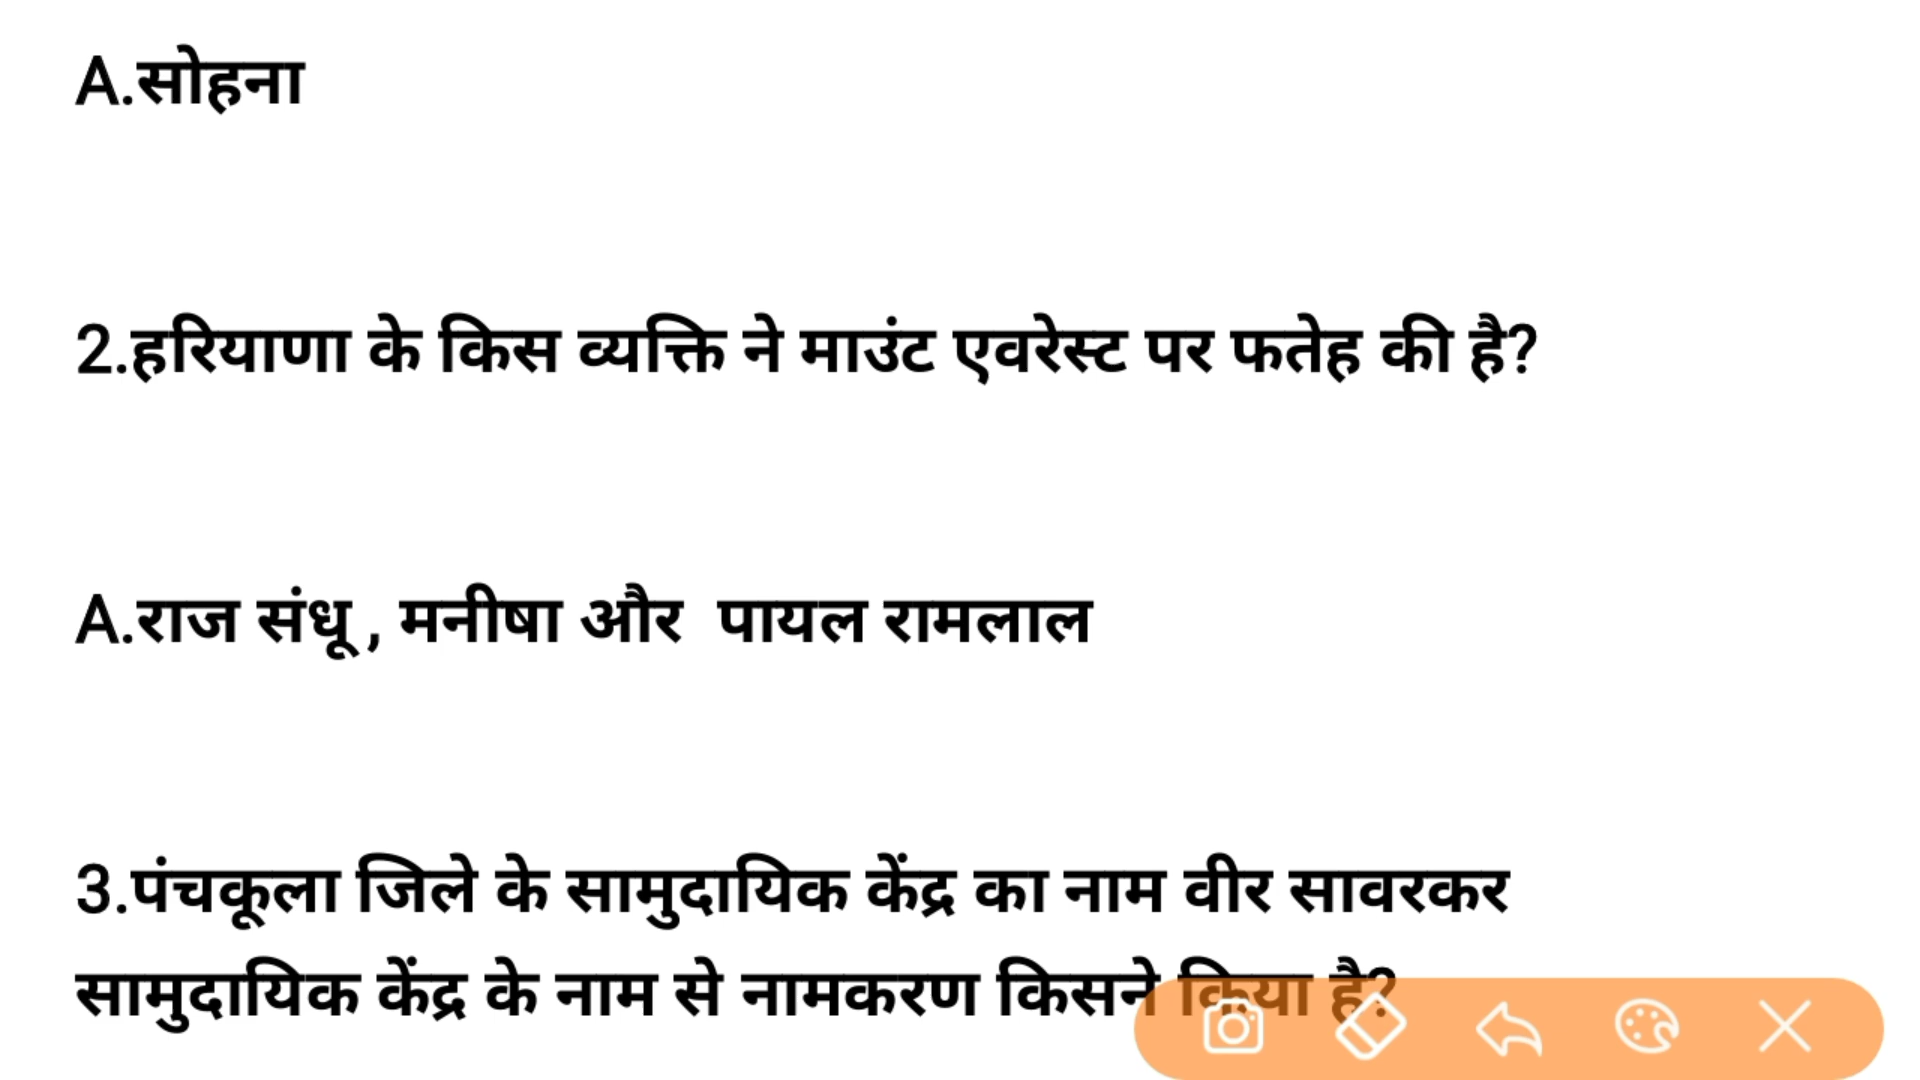 A.सोहना
2.हरियाणा के किस व्यक्ति ने माउंट एवरेस्ट पर फतेह की है?
A.राज संधू , मनीषा और पायल रामलाल
3.पंचकूला जिले के सामुदायिक केंद्र का नाम वीर सावरकर
सामुदायिक केंद्र के नाम से नामकरण किसने किया है?